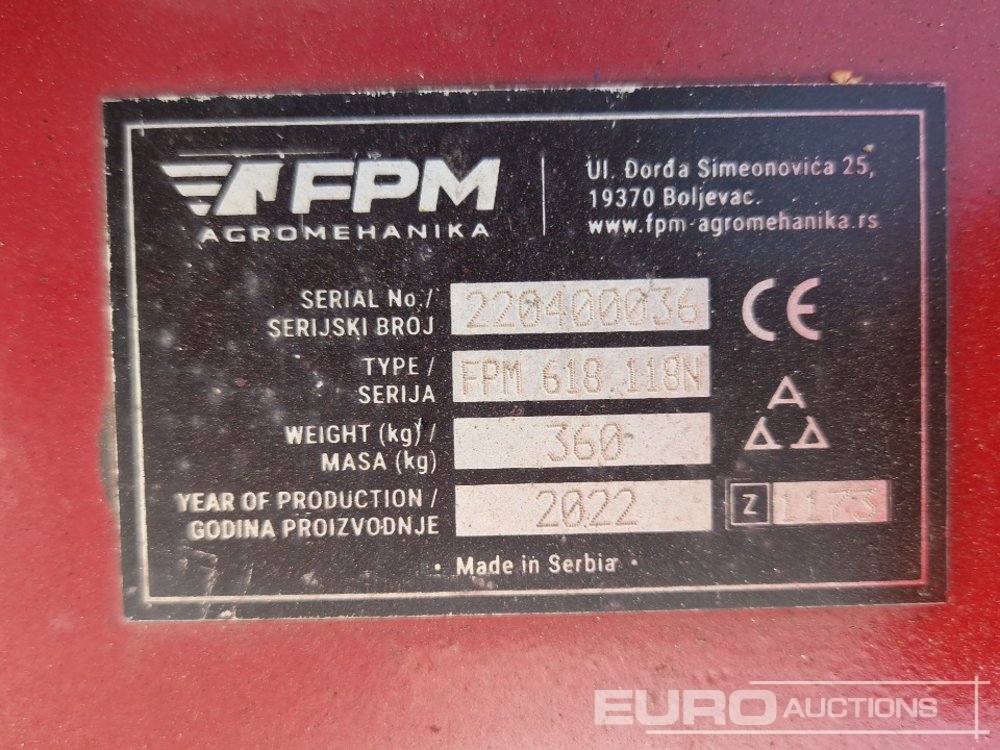 FPM
AGROMEHANIKA
Ul. Đorđa Simeonovića 25,
19370 Boljevac.
www.fpm-agromehanika.rs
SERIAL No./ 220400036
SERIJSKI BROJ
CE
TYPE / FPM 618.118N
SERIJA
A
WEIGHT (kg) / 360
MASA (kg)
A A
YEAR OF PRODUCTION / 2022
GODINA PROIZVODNJE
Z 1173
• Made in Serbia •
EURO AUCTIONS